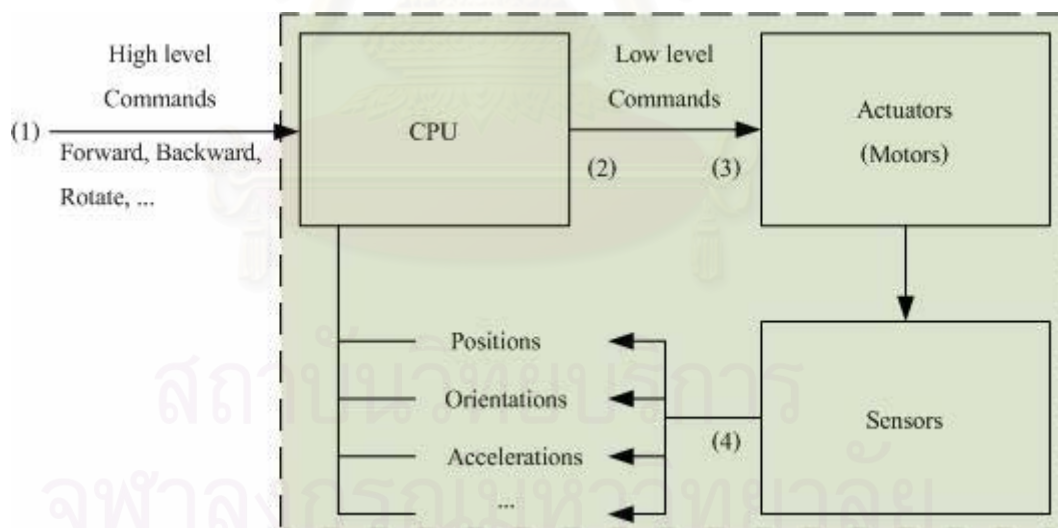 High level
Commands
(1)
Forward, Backward,
Rotate, ...
CPU
Low level
Commands
(2)
(3)
Actuators
(Motors)
Positions
Orientations
Accelerations
...
(4)
Sensors
สถาบันวิทยบริการ
จุฬาลงกรณ์มหาวิทยาลัย